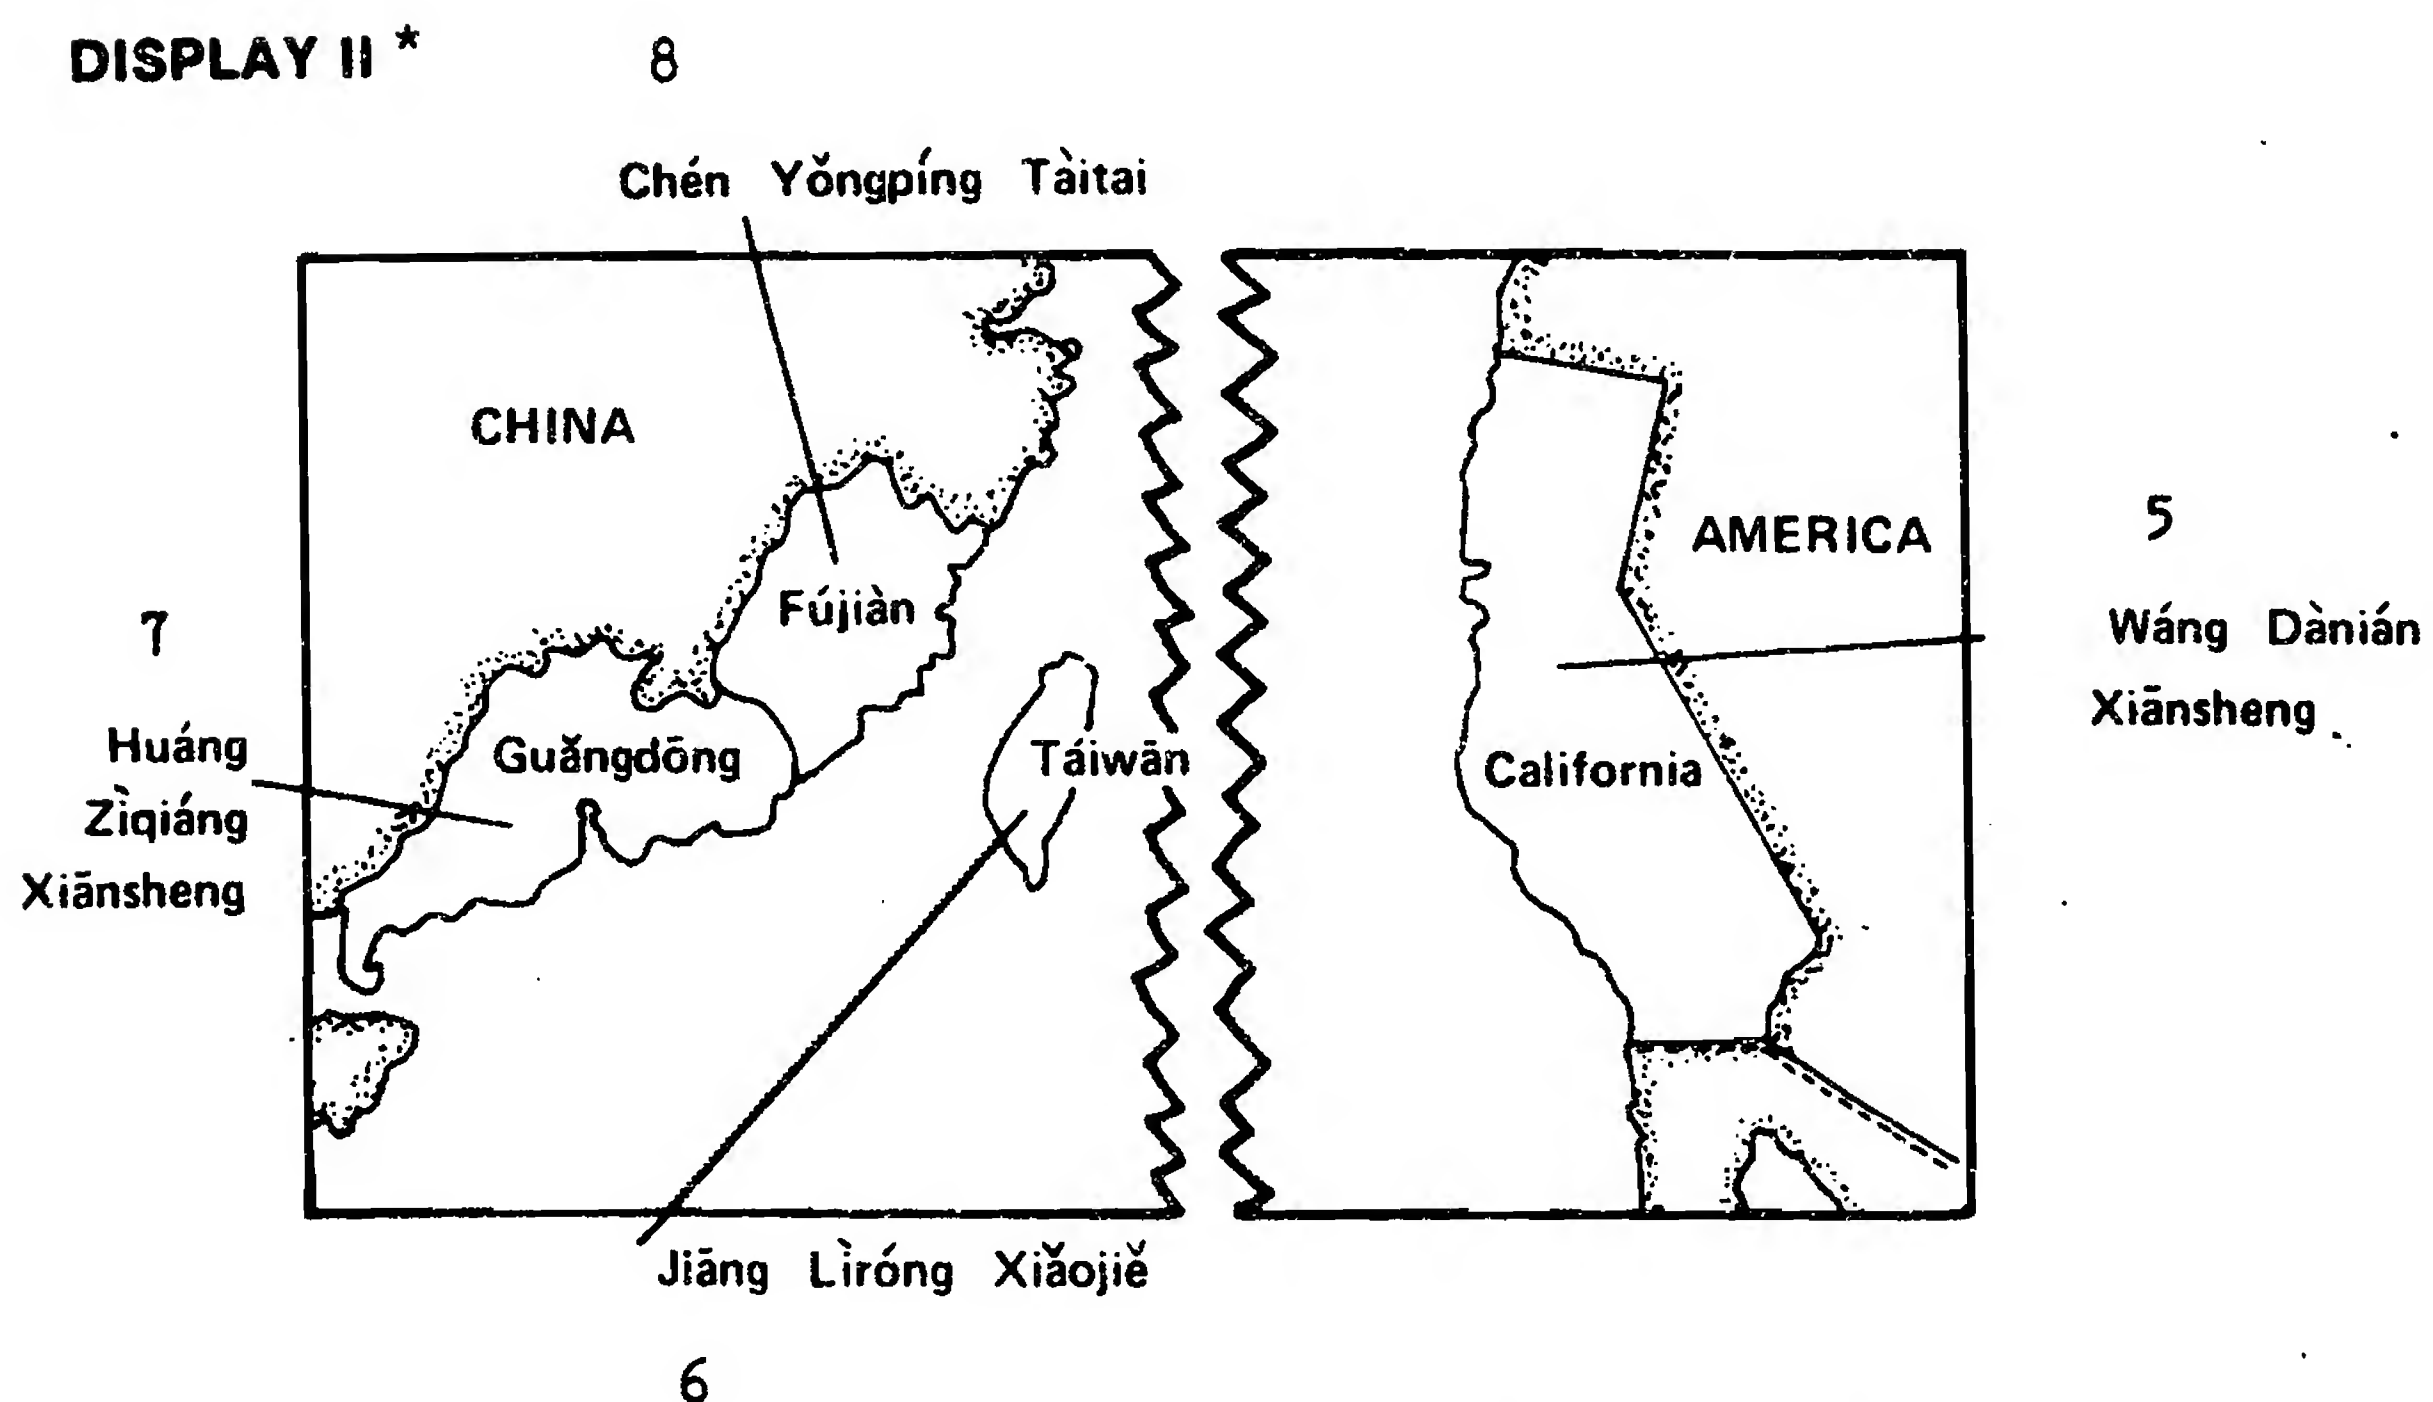 DISPLAY II *
8
Chén Yǒngpíng Tàitai
CHINA
Fújiàn
Guǎngdōng
Táiwān
7
Huáng
Zìqiáng
Xiānsheng
Jiāng Lìróng Xiǎojiě
6
AMERICA
California
5
Wáng Dànián
Xiānsheng